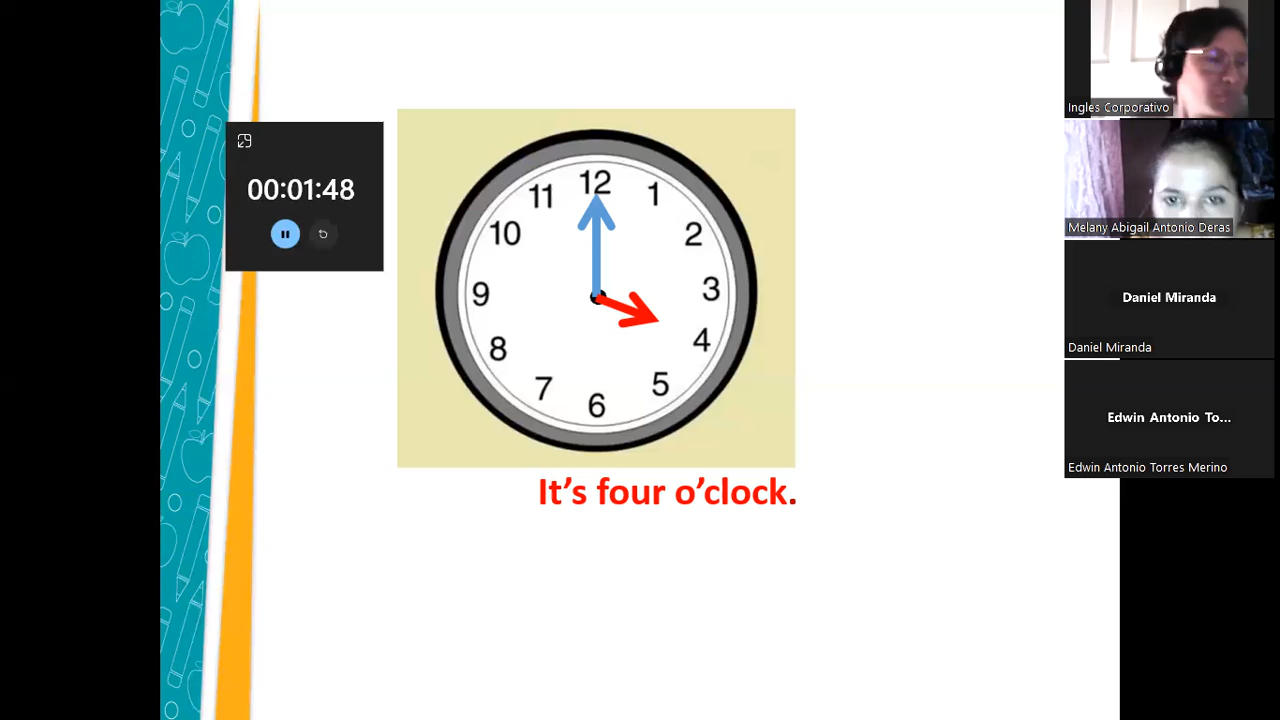 00:01:48
12
11
1
10
2
9
3
8
4
7
5
6
It's four o'clock.
Ingles Corporativo
Melany Abigail Antonio Deras
Daniel Miranda
Daniel Miranda
Edwin Antonio To...
Edwin Antonio Torres Merino